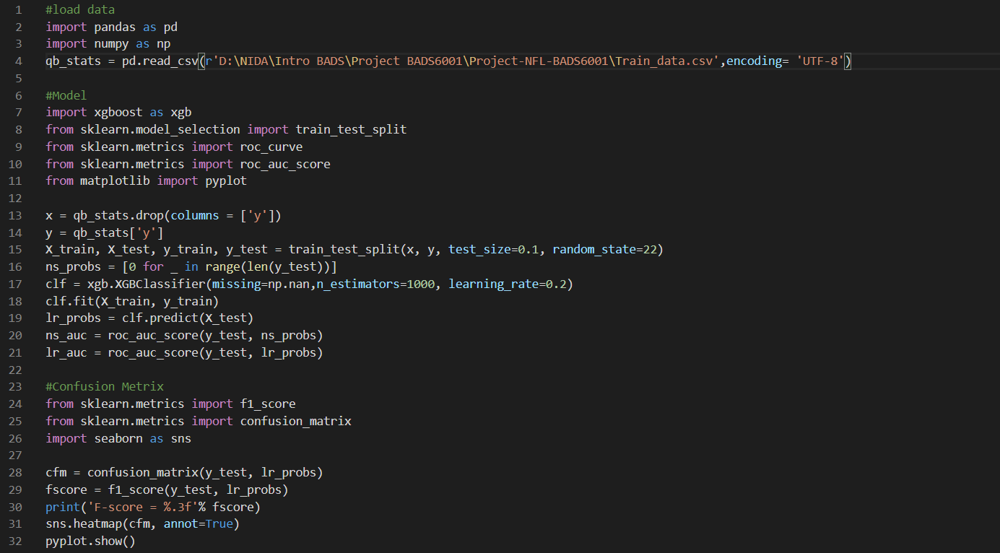 1 #load data
2 import pandas as pd
3 import numpy as np
4 qb_stats = pd.read_csv(r'D:\NIDA\Intro BADS\Project BADS6001\Project-NFL-BADS6001\Train_data.csv',encoding= 'UTF-8')
5
6 #Model
7 import xgboost as xgb
8 from sklearn.model_selection import train_test_split
9 from sklearn.metrics import roc_curve
10 from sklearn.metrics import roc_auc_score
11 from matplotlib import pyplot
12
13 x = qb_stats.drop(columns = ['y'])
14 y = qb_stats['y']
15 X_train, X_test, y_train, y_test = train_test_split(x, y, test_size=0.1, random_state=22)
16 ns_probs = [0 for _ in range(len(y_test))]
17 clf = xgb.XGBClassifier(missing=np.nan,n_estimators=1000, learning_rate=0.2)
18 clf.fit(X_train, y_train)
19 lr_probs = clf.predict(X_test)
20 ns_auc = roc_auc_score(y_test, ns_probs)
21 lr_auc = roc_auc_score(y_test, lr_probs)
22
23 #Confusion Metrix
24 from sklearn.metrics import f1_score
25 from sklearn.metrics import confusion_matrix
26 import seaborn as sns
27
28 cfm = confusion_matrix(y_test, lr_probs)
29 fscore = f1_score(y_test, lr_probs)
30 print('F-score = %.3f'% fscore)
31 sns.heatmap(cfm, annot=True)
32 pyplot.show()